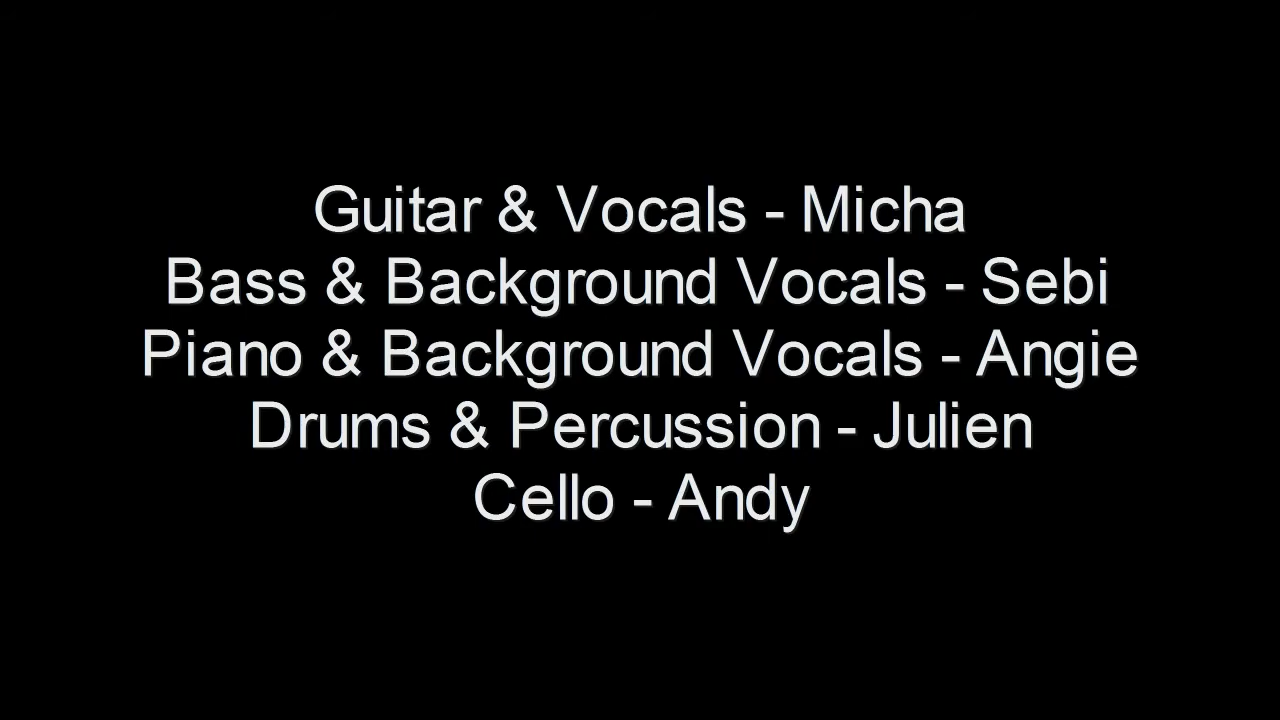 Guitar & Vocals - Micha
Bass & Background Vocals - Sebi
Piano & Background Vocals - Angie
Drums & Percussion - Julien
Cello - Andy